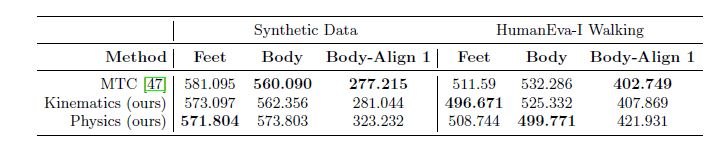 Synthetic Data HumanEva-I Walking
Method Feet Body Body-Align 1 Feet Body Body-Align 1
MTC [47] 581.095 560.090 277.215 511.59 532.286 402.749
Kinematics (ours) 573.097 562.356 281.044 496.671 525.332 407.869
Physics (ours) 571.804 573.803 323.232 508.744 499.771 421.931